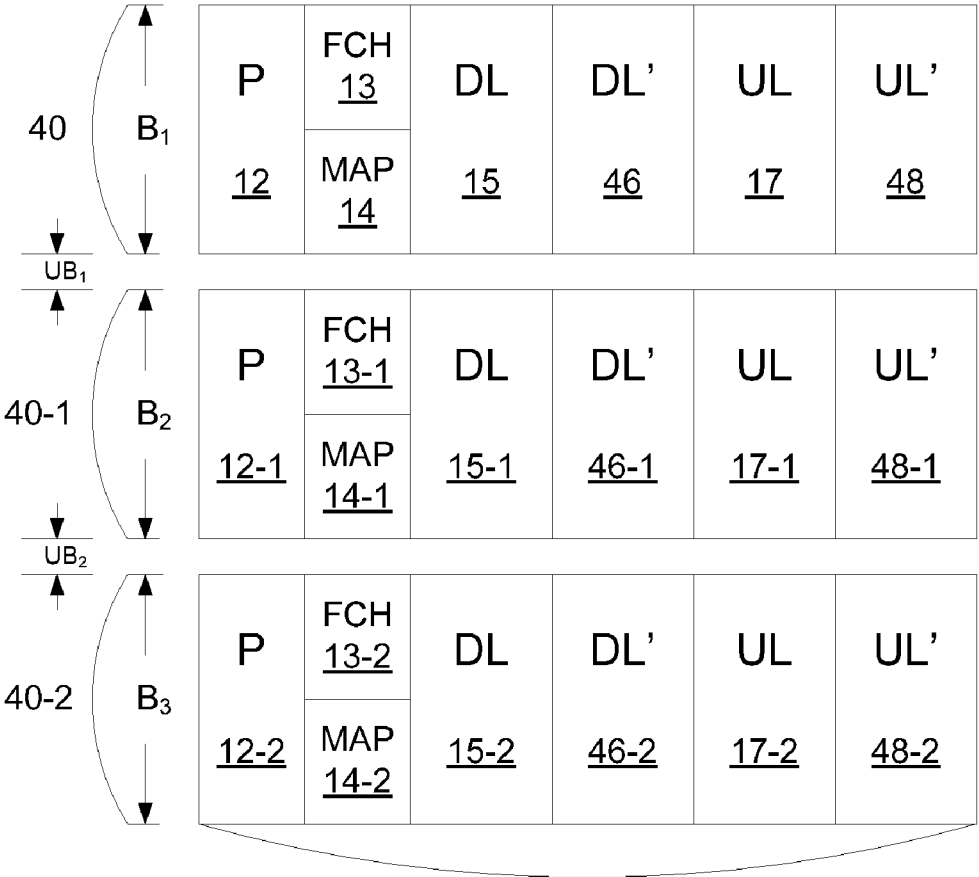 40 B₁ P 12 FCH 13 MAP 14 DL 15 DL’ 46 UL 17 UL’ 48
UB₁
40-1 B₂ P 12-1 FCH 13-1 MAP 14-1 DL 15-1 DL’ 46-1 UL 17-1 UL’ 48-1
UB₂
40-2 B₃ P 12-2 FCH 13-2 MAP 14-2 DL 15-2 DL’ 46-2 UL 17-2 UL’ 48-2